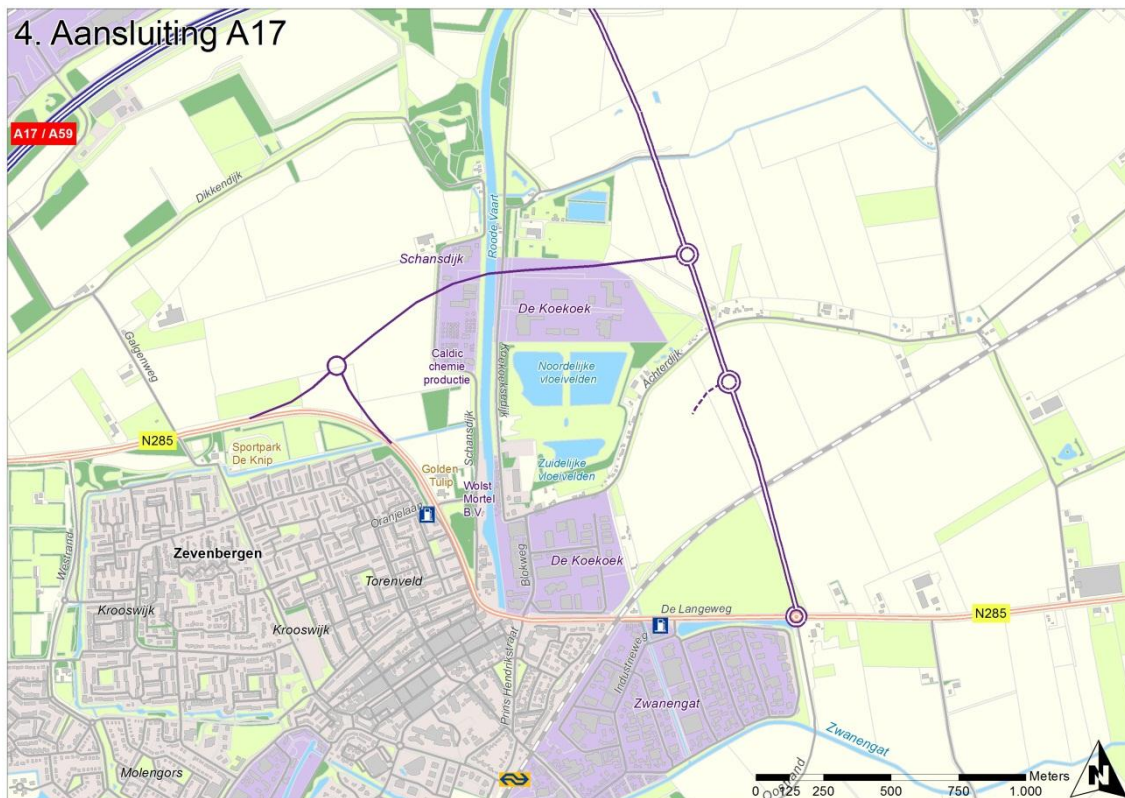 4. Aansluiting A17
A17 / A59
Dikkendijk
Roode Vaart
Schansdijk
De Koekoek
Galgenweg
Caldic
chemie
productie
Koekoeksedijk
Noordelijke
vloeivelden
Achterdijk
N285
Sportpark
De Knip
Schansdijk
Golden
Tulip
Zuidelijke
vloeivelden
Wolst
Mortel
B.V.
Oranjelaan
Westrand
Zevenbergen
Blokweg
De Koekoek
Torenveld
Krooswijk
De Langeweg
N285
Krooswijk
Prins Hendrikstraat
Industrieweg
Zwanengat
Zwanengat
Molengors
Oostrand
Meters
0 125 250 500 750 1.000
N